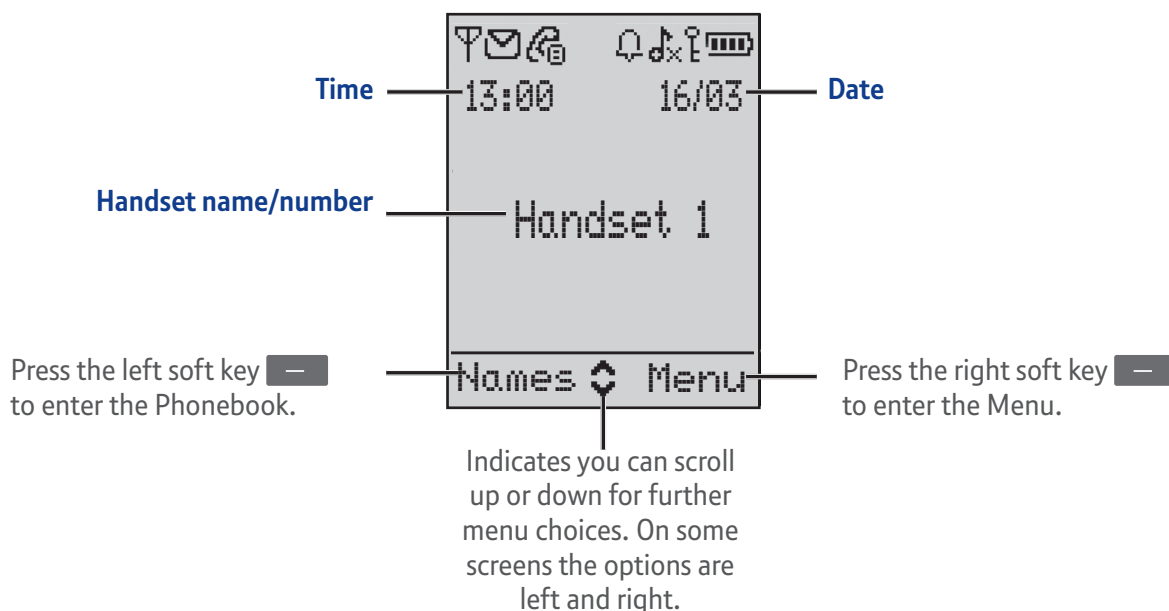 Time
13:00
16/03
Date
Handset name/number
Handset 1
Press the left soft key
to enter the Phonebook.
Names
Menu
Press the right soft key
to enter the Menu.
Indicates you can scroll
up or down for further
menu choices. On some
screens the options are
left and right.